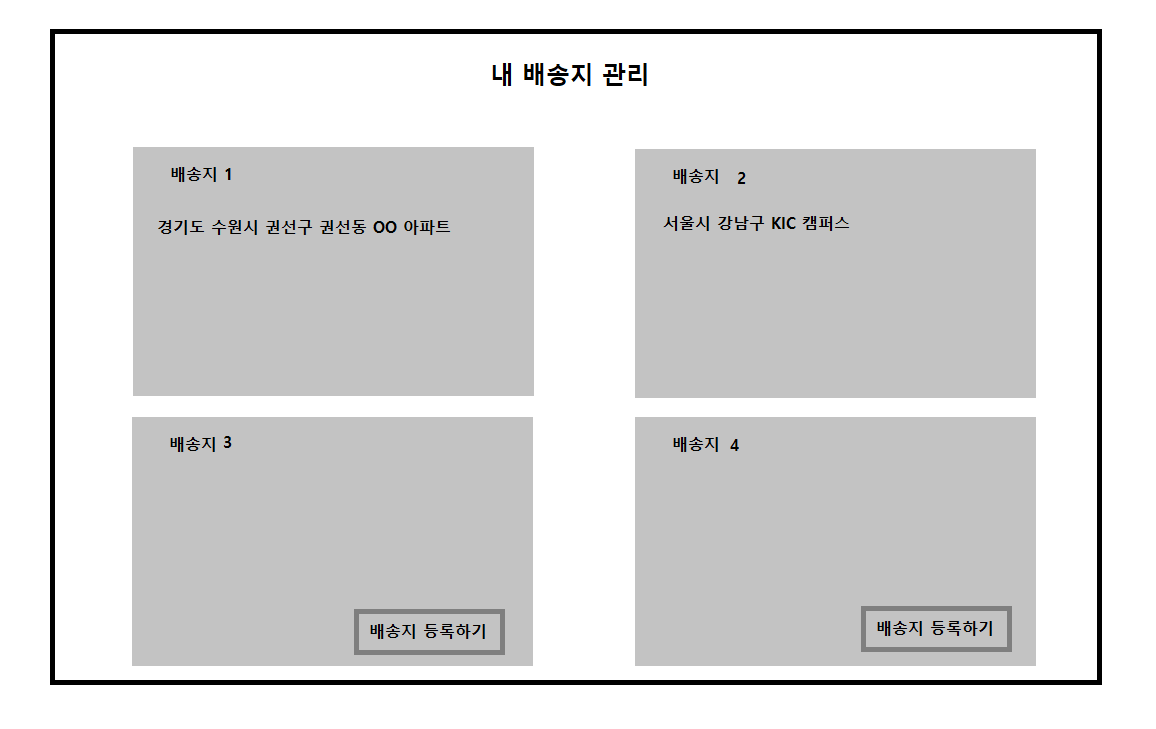 내 배송지 관리
배송지 1
경기도 수원시 권선구 권선동 OO 아파트
배송지 2
서울시 강남구 KIC 캠퍼스
배송지 3
배송지 등록하기
배송지 4
배송지 등록하기